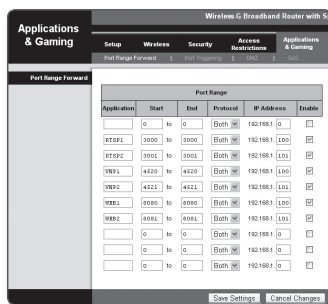 Wireless-G Broadband Router with S
Applications & Gaming
Setup Wireless Security Access Restrictions Applications & Gaming
Port Range Forward | Port Triggering | DMZ | QoS
Port Range Forward
Port Range
Application Start End Protocol IP Address Enable
0 to 0 Both 192.168.1. 0
RTSP1 3000 to 3000 Both 192.168.1. 100
RTSP2 3001 to 3001 Both 192.168.1. 101
VNP1 4520 to 4520 Both 192.168.1. 100
VNP2 4521 to 4521 Both 192.168.1. 101
WEB1 8080 to 8080 Both 192.168.1. 100
WEB2 8081 to 8081 Both 192.168.1. 101
0 to 0 Both 192.168.1. 0
0 to 0 Both 192.168.1. 0
0 to 0 Both 192.168.1. 0
Save Settings Cancel Changes